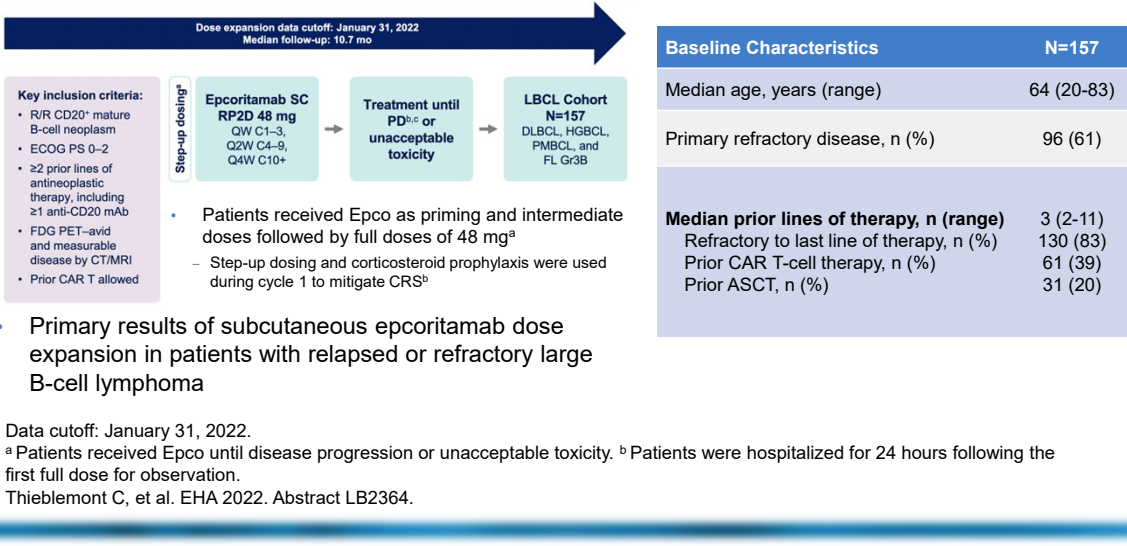 Dose expansion data cutoff: January 31, 2022
Median follow-up: 10.7 mo
Key inclusion criteria:
• R/R CD20⁺ mature
B-cell neoplasm
• ECOG PS 0–2
• ≥2 prior lines of
antineoplastic
therapy, including
≥1 anti-CD20 mAb
• FDG PET–avid
and measurable
disease by CT/MRI
• Prior CAR T allowed
Step-up dosingᵃ
Epcoritamab SC
RP2D 48 mg
QW C1–3,
Q2W C4–9,
Q4W C10+
Treatment until
PDᵇ,ᶜ or
unacceptable
toxicity
LBCL Cohort
N=157
DLBCL, HGBCL,
PMBCL, and
FL Gr3B
• Patients received Epco as priming and intermediate
doses followed by full doses of 48 mgᵃ
– Step-up dosing and corticosteroid prophylaxis were used
during cycle 1 to mitigate CRSᵇ
• Primary results of subcutaneous epcoritamab dose
expansion in patients with relapsed or refractory large
B-cell lymphoma
Baseline Characteristics N=157
Median age, years (range) 64 (20-83)
Primary refractory disease, n (%) 96 (61)
Median prior lines of therapy, n (range) 3 (2-11)
Refractory to last line of therapy, n (%) 130 (83)
Prior CAR T-cell therapy, n (%) 61 (39)
Prior ASCT, n (%) 31 (20)
Data cutoff: January 31, 2022.
ᵃ Patients received Epco until disease progression or unacceptable toxicity. ᵇ Patients were hospitalized for 24 hours following the
first full dose for observation.
Thieblemont C, et al. EHA 2022. Abstract LB2364.